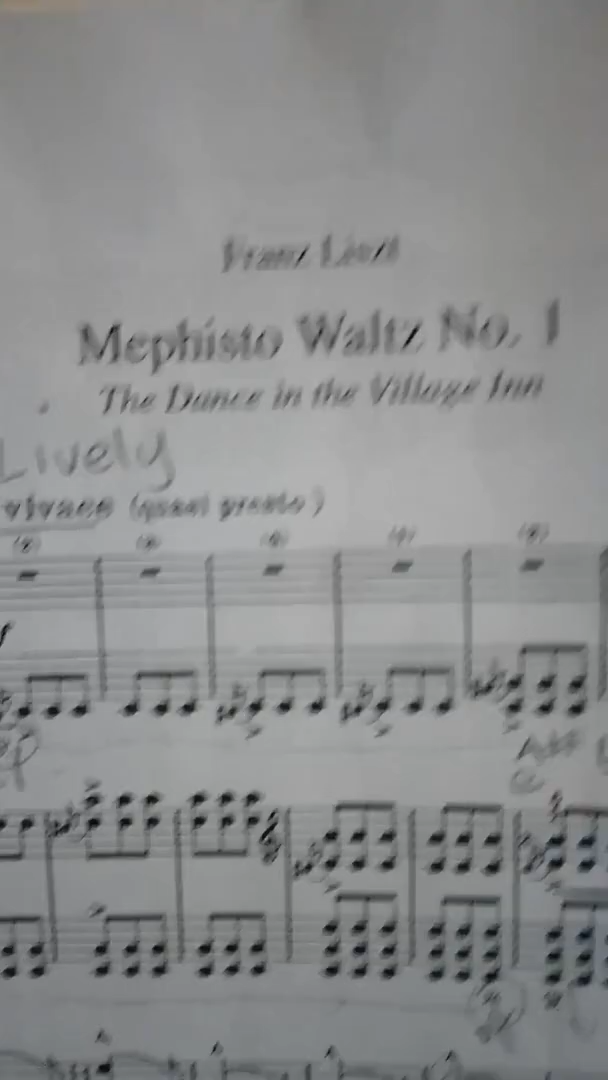 Franz Liszt
Mephisto Waltz No. 1
The Dance in the Village Inn
Lively
vivace (quasi presto)